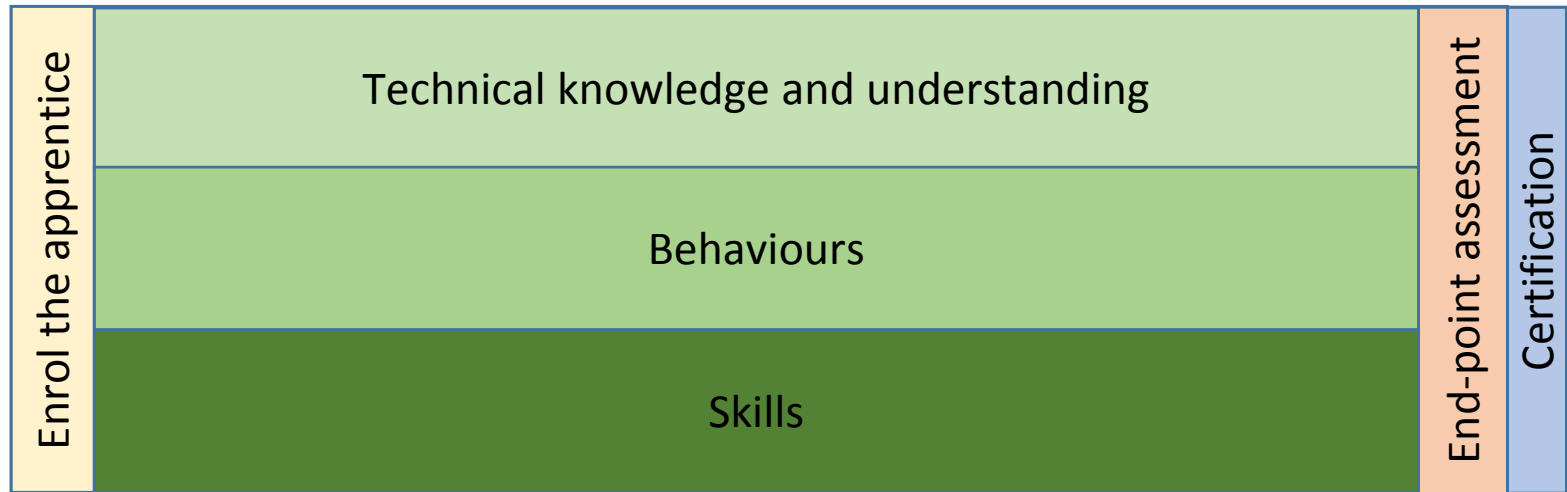 Enrol the apprentice
Technical knowledge and understanding
Behaviours
Skills
End-point assessment
Certification